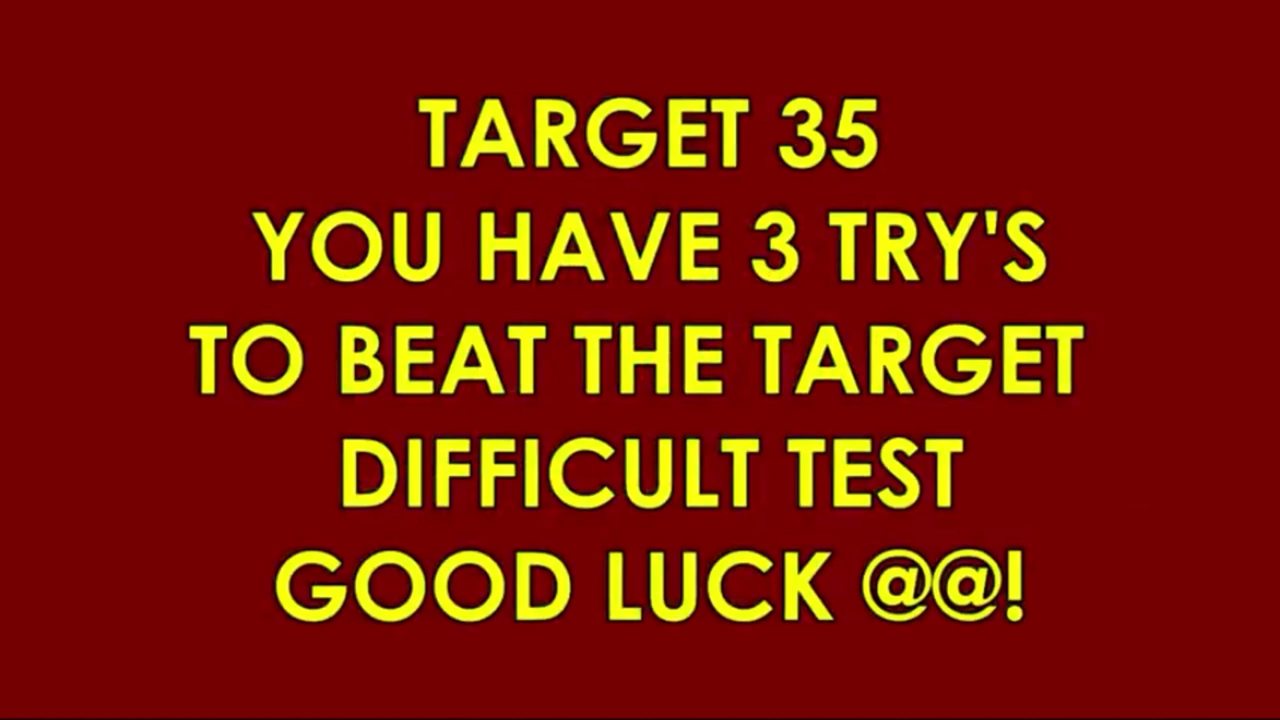 TARGET 35
YOU HAVE 3 TRY'S
TO BEAT THE TARGET
DIFFICULT TEST
GOOD LUCK @@!